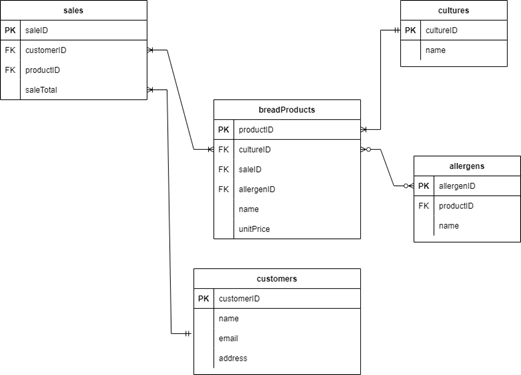 sales
PK saleID
FK customerID
FK productID
saleTotal
cultures
PK cultureID
name
breadProducts
PK productID
FK cultureID
FK saleID
FK allergenID
name
unitPrice
allergens
PK allergenID
FK productID
name
customers
PK customerID
name
email
address